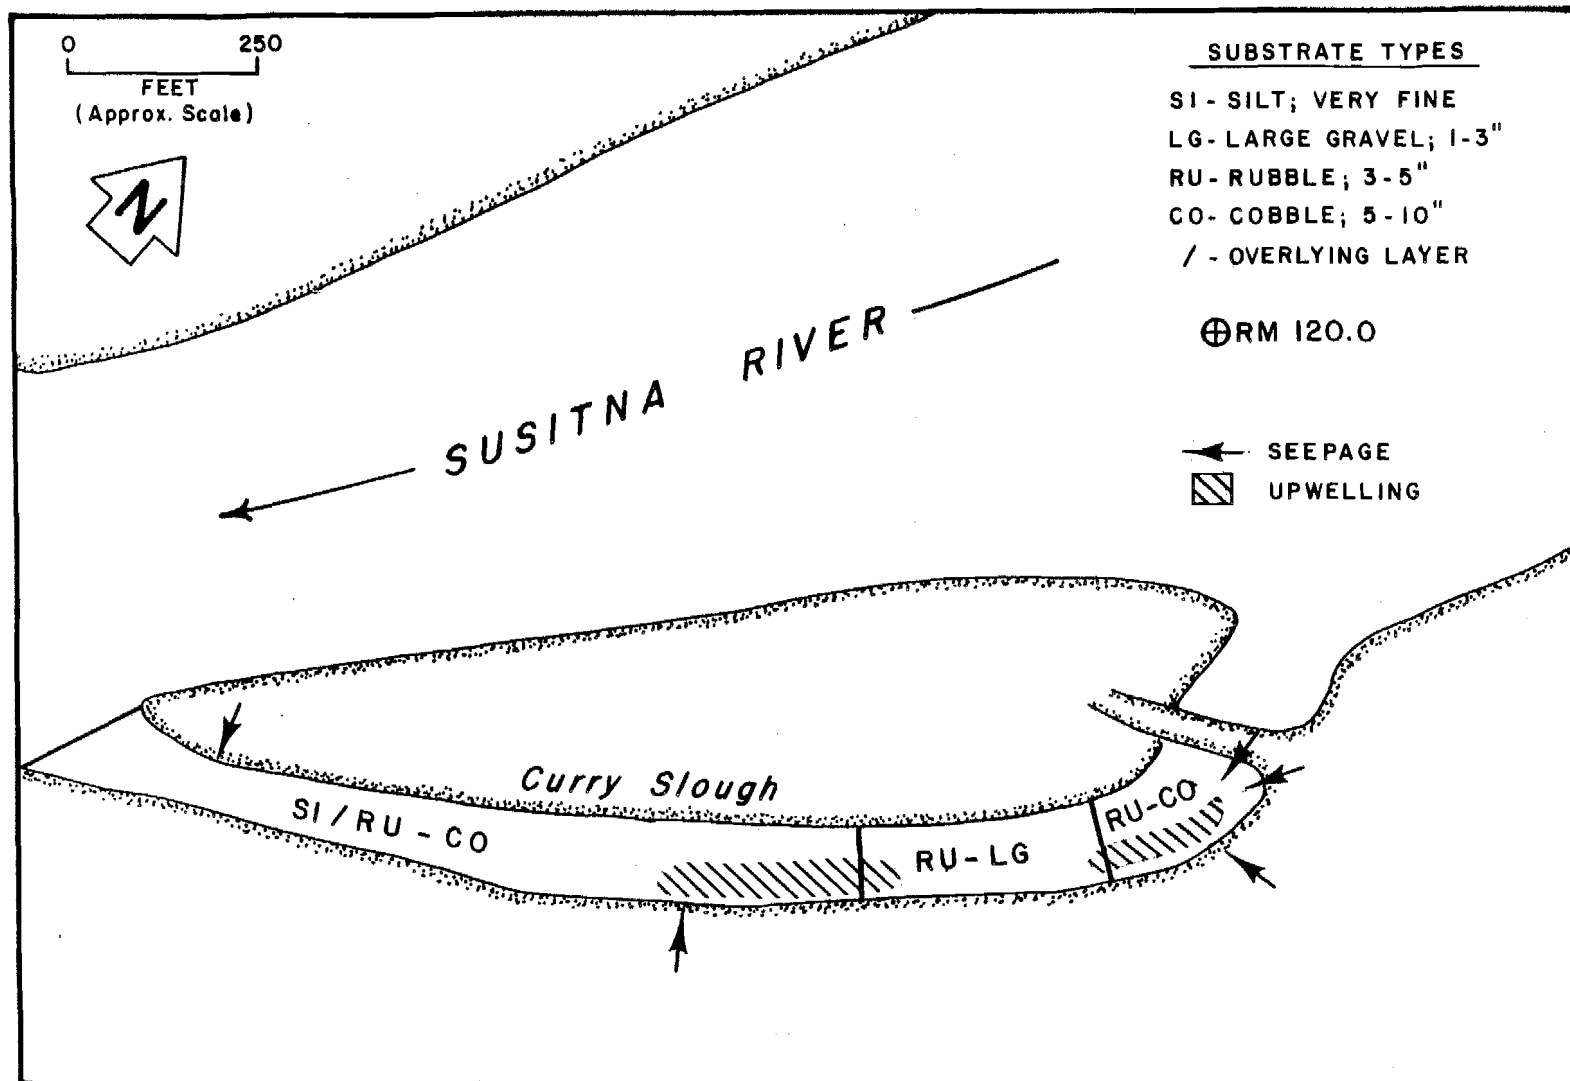 0 250
FEET
(Approx. Scale)
N
SUBSTRATE TYPES
SI - SILT; VERY FINE
LG - LARGE GRAVEL; 1-3"
RU - RUBBLE; 3-5"
CO - COBBLE; 5-10"
/ - OVERLYING LAYER
RM 120.0
SEEPAGE
UPWELLING
SUSITNA RIVER
Curry Slough
SI/RU-CO
RU-LG
RU-CO